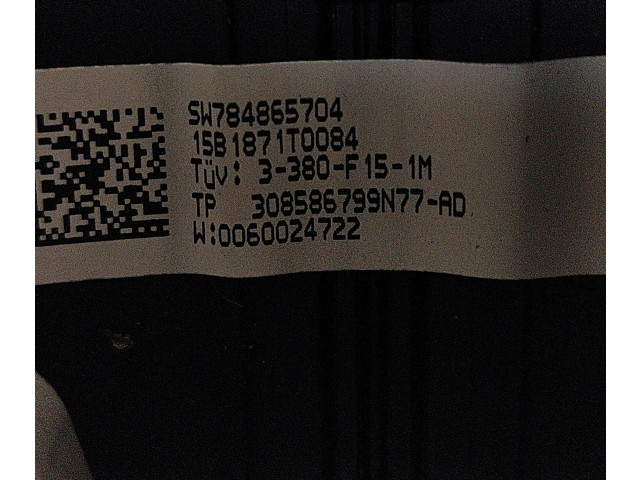 SW784865704
15B1871T0084
Tüv: 3-380-F15-1M
TP 308586799N77-AD
W:0060024722